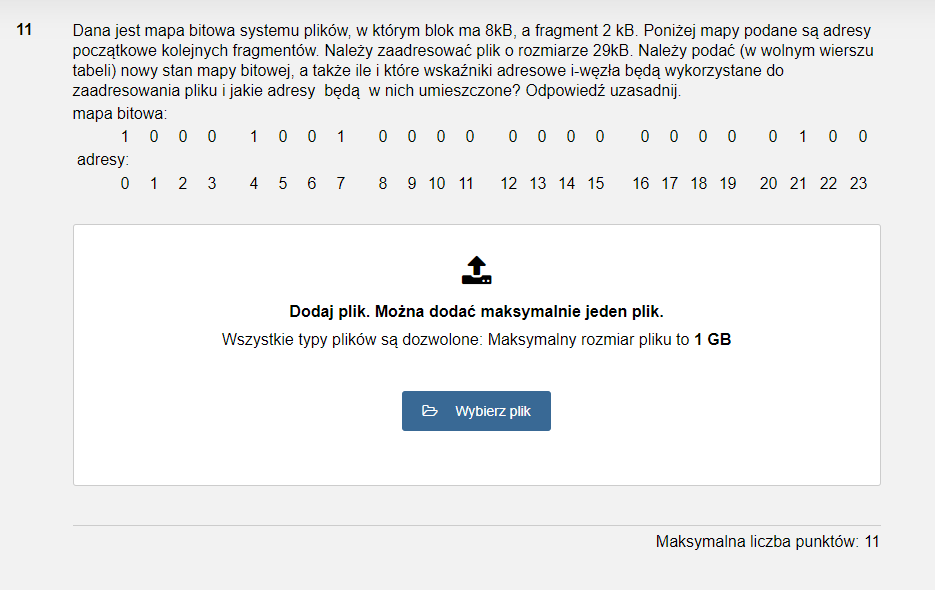 11 Dana jest mapa bitowa systemu plików, w którym blok ma 8kB, a fragment 2 kB. Poniżej mapy podane są adresy
początkowe kolejnych fragmentów. Należy zaadresować plik o rozmiarze 29kB. Należy podać (w wolnym wierszu
tabeli) nowy stan mapy bitowej, a także ile i które wskaźniki adresowe i-węzła będą wykorzystane do
zaadresowania pliku i jakie adresy będą w nich umieszczone? Odpowiedź uzasadnij.
mapa bitowa:
1 0 0 0 1 0 0 1 0 0 0 0 0 0 0 0 0 0 0 0 0 1 0 0
adresy:
0 1 2 3 4 5 6 7 8 9 10 11 12 13 14 15 16 17 18 19 20 21 22 23
Dodaj plik. Można dodać maksymalnie jeden plik.
Wszystkie typy plików są dozwolone: Maksymalny rozmiar pliku to 1 GB
Wybierz plik
Maksymalna liczba punktów: 11